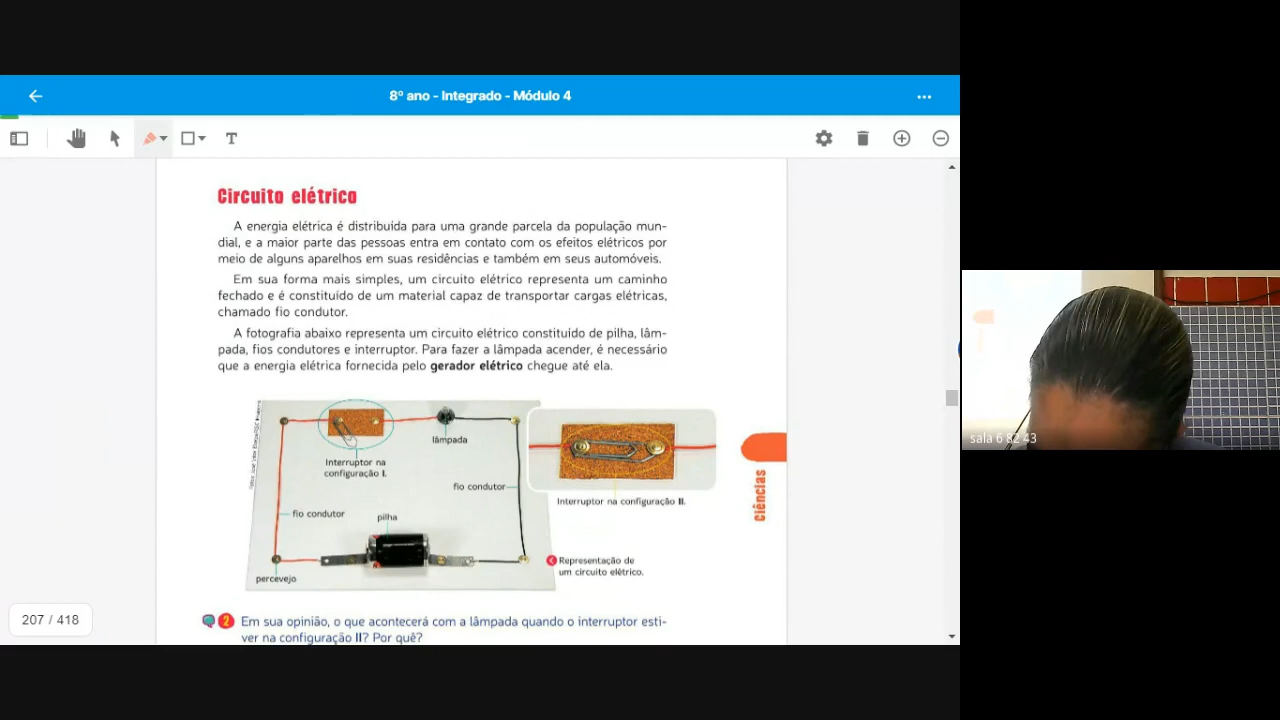 8º ano - Integrado - Módulo 4
Circuito elétrico
A energia elétrica é distribuída para uma grande parcela da população mun-
dial, e a maior parte das pessoas entra em contato com os efeitos elétricos por
meio de alguns aparelhos em suas residências e também em seus automóveis.
Em sua forma mais simples, um circuito elétrico representa um caminho
fechado e é constituído de um material capaz de transportar cargas elétricas,
chamado fio condutor.
A fotografia abaixo representa um circuito elétrico constituído de pilha, lâm-
pada, fios condutores e interruptor. Para fazer a lâmpada acender, é necessário
que a energia elétrica fornecida pelo gerador elétrico chegue até ela.
lâmpada
Interruptor na
configuração I.
fio condutor
fio condutor
pilha
percevejo
Interruptor na configuração II.
Representação de
um circuito elétrico.
ciências
2 Em sua opinião, o que acontecerá com a lâmpada quando o interruptor esti-
ver na configuração II? Por quê?
207 / 418
sala 6 82 43